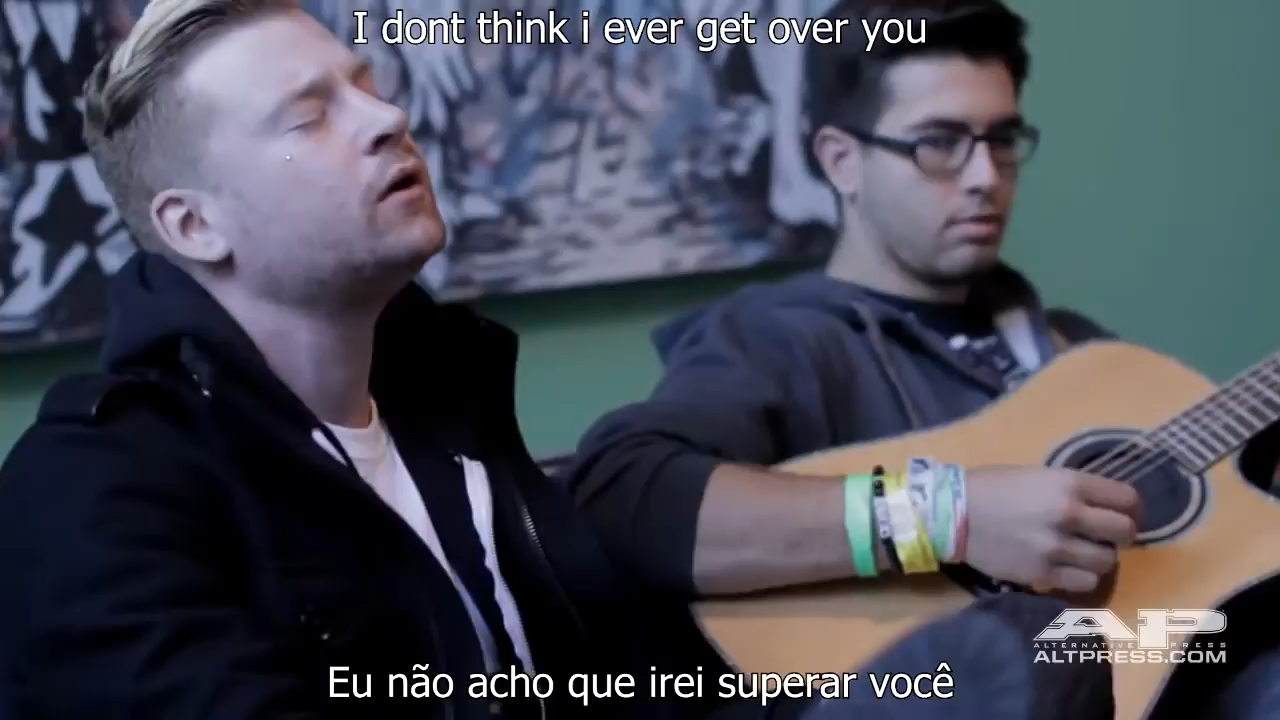 I dont think i ever get over you
AP
ALTERNATIVE PRESS
ALTPRESS.COM
Eu não acho que irei superar você